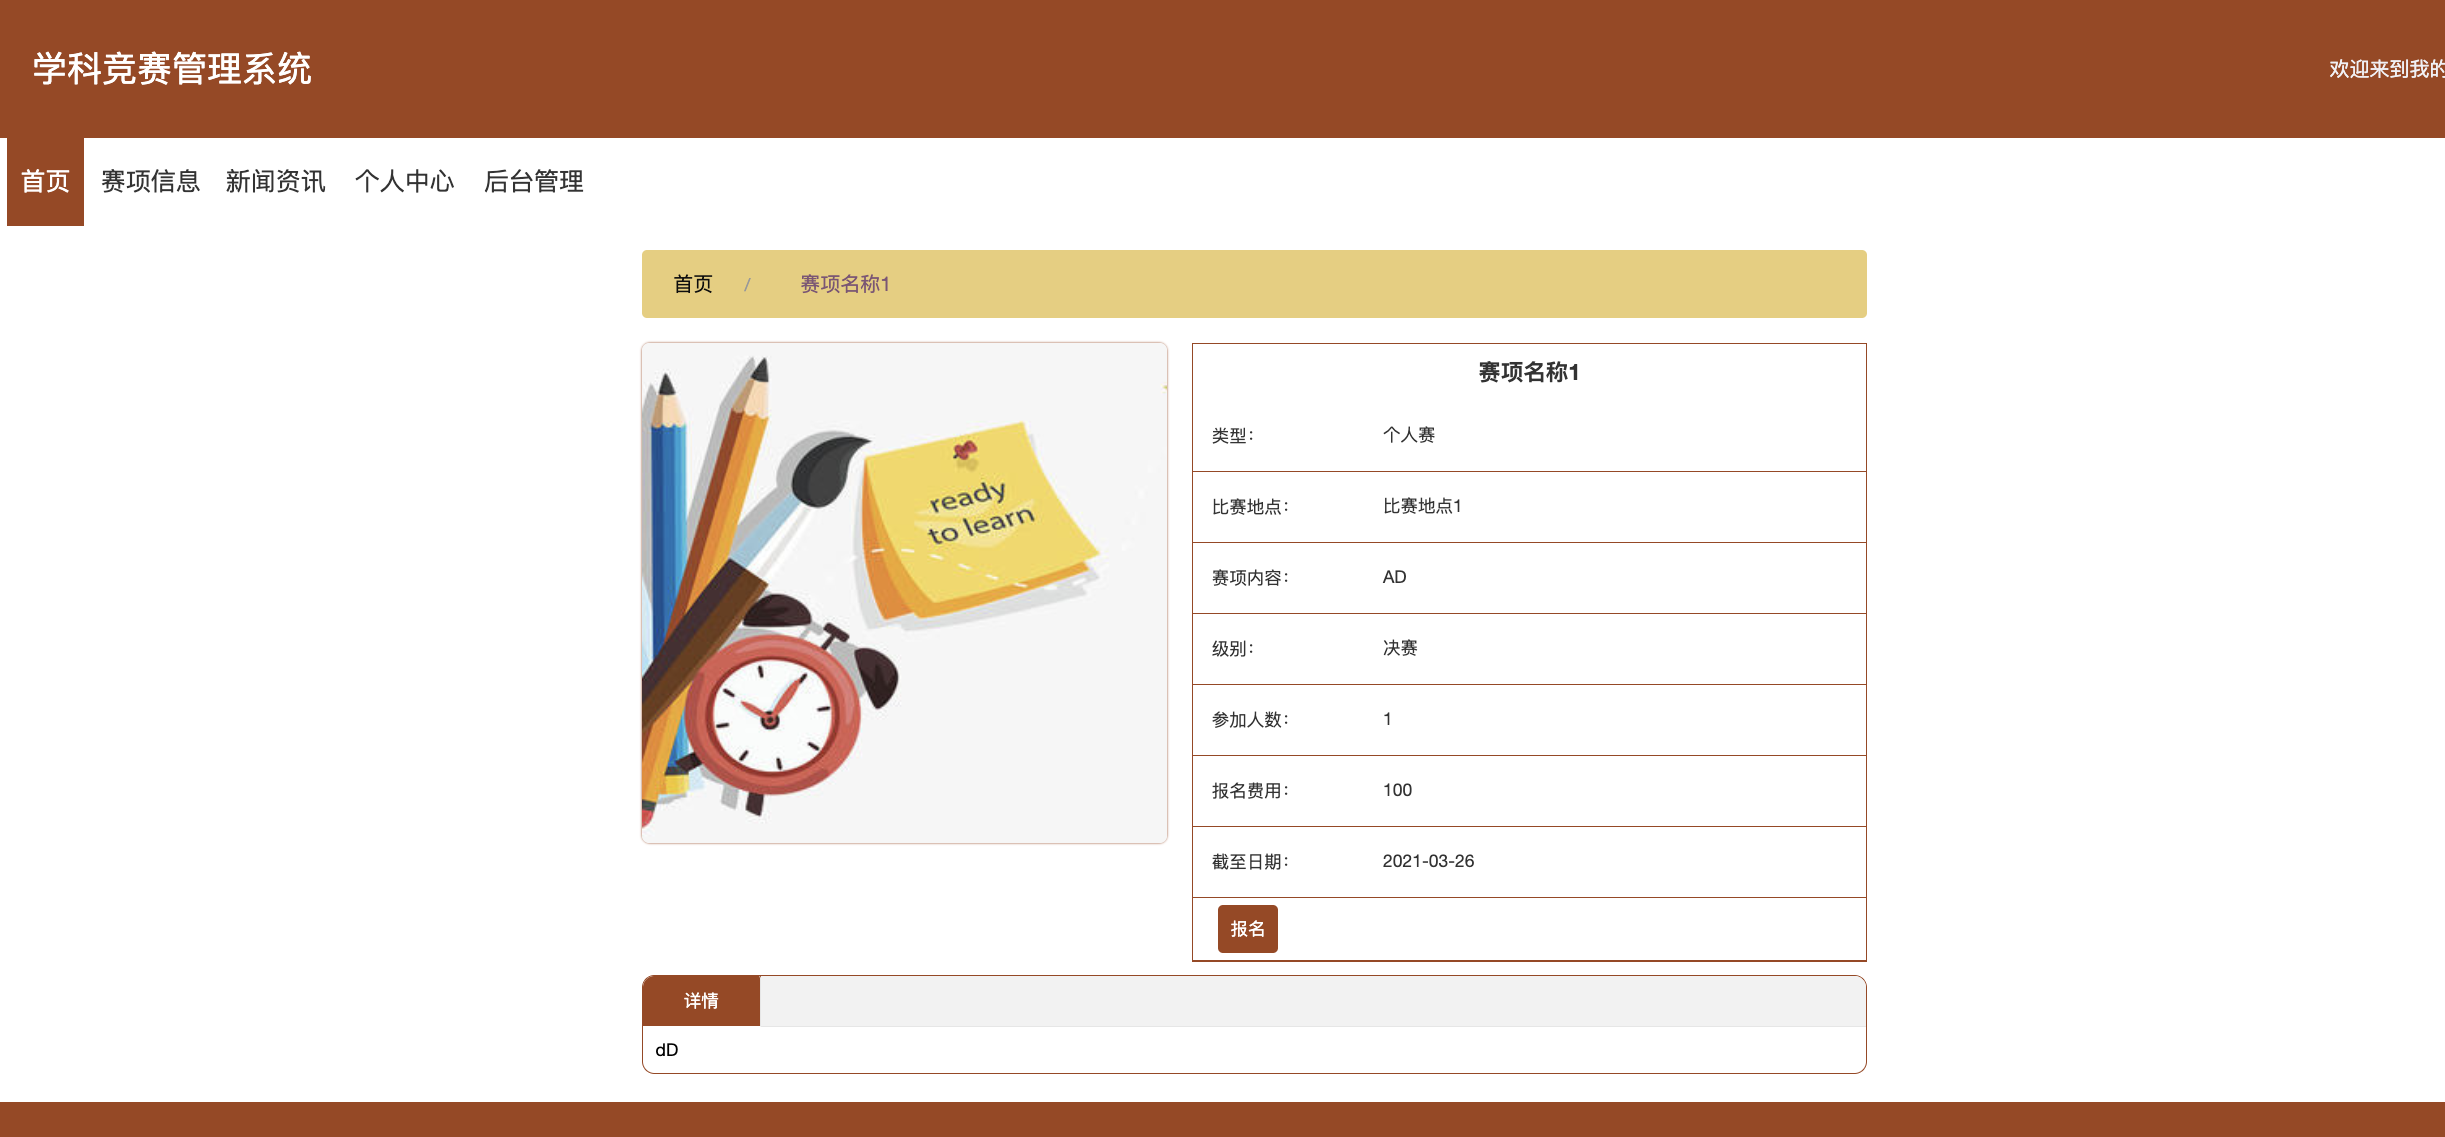 学科竞赛管理系统
欢迎来到我的
首页 赛项信息 新闻资讯 个人中心 后台管理
首页 / 赛项名称1
ready
to learn
赛项名称1
类型： 个人赛
比赛地点： 比赛地点1
赛项内容： AD
级别： 决赛
参加人数： 1
报名费用： 100
截至日期： 2021-03-26
报名
详情
dD